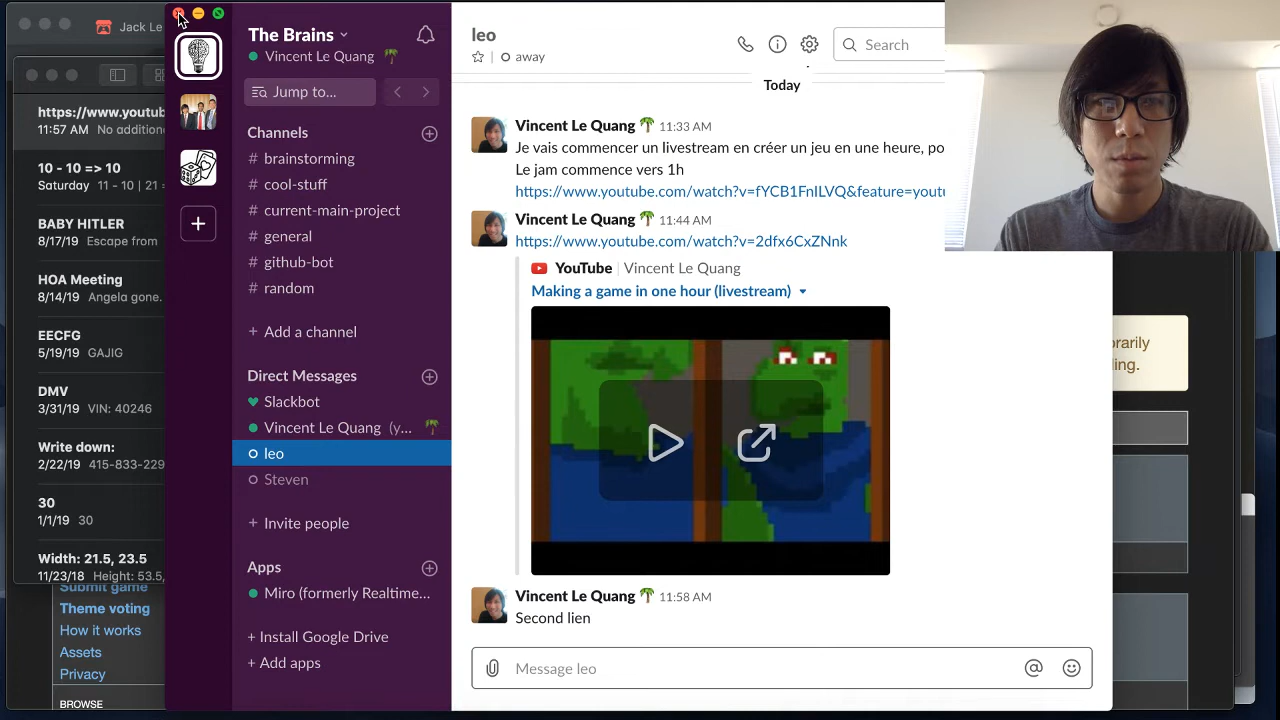 Jack Le
https://www.youtub
11:57 AM No additiona
10 - 10 => 10
Saturday 11 - 10 | 21 =
BABY HITLER
8/17/19 Escape from
HOA Meeting
8/14/19 Angela gone.
EECFG
5/19/19 GAJIG
DMV
3/31/19 VIN: 40246
Write down:
2/22/19 415-833-229
30
1/1/19 30
Width: 21.5, 23.5
11/23/18 Height: 53.5,
Submit game
Theme voting
How it works
Assets
Privacy
BROWSE
The Brains
Vincent Le Quang
Jump to...
Channels
# brainstorming
# cool-stuff
# current-main-project
# general
# github-bot
# random
+ Add a channel
Direct Messages
Slackbot
Vincent Le Quang (y...
leo
Steven
+ Invite people
Apps
Miro (formerly Realtime...
+ Install Google Drive
+ Add apps
leo
away
Search
Today
Vincent Le Quang 11:33 AM
Je vais commencer un livestream en créer un jeu en une heure, po
Le jam commence vers 1h
https://www.youtube.com/watch?v=fYCB1FnILVQ&feature=youtu
Vincent Le Quang 11:44 AM
https://www.youtube.com/watch?v=2dfx6CxZNnk
YouTube | Vincent Le Quang
Making a game in one hour (livestream)
Vincent Le Quang 11:58 AM
Second lien
Message leo
rarily
ing.